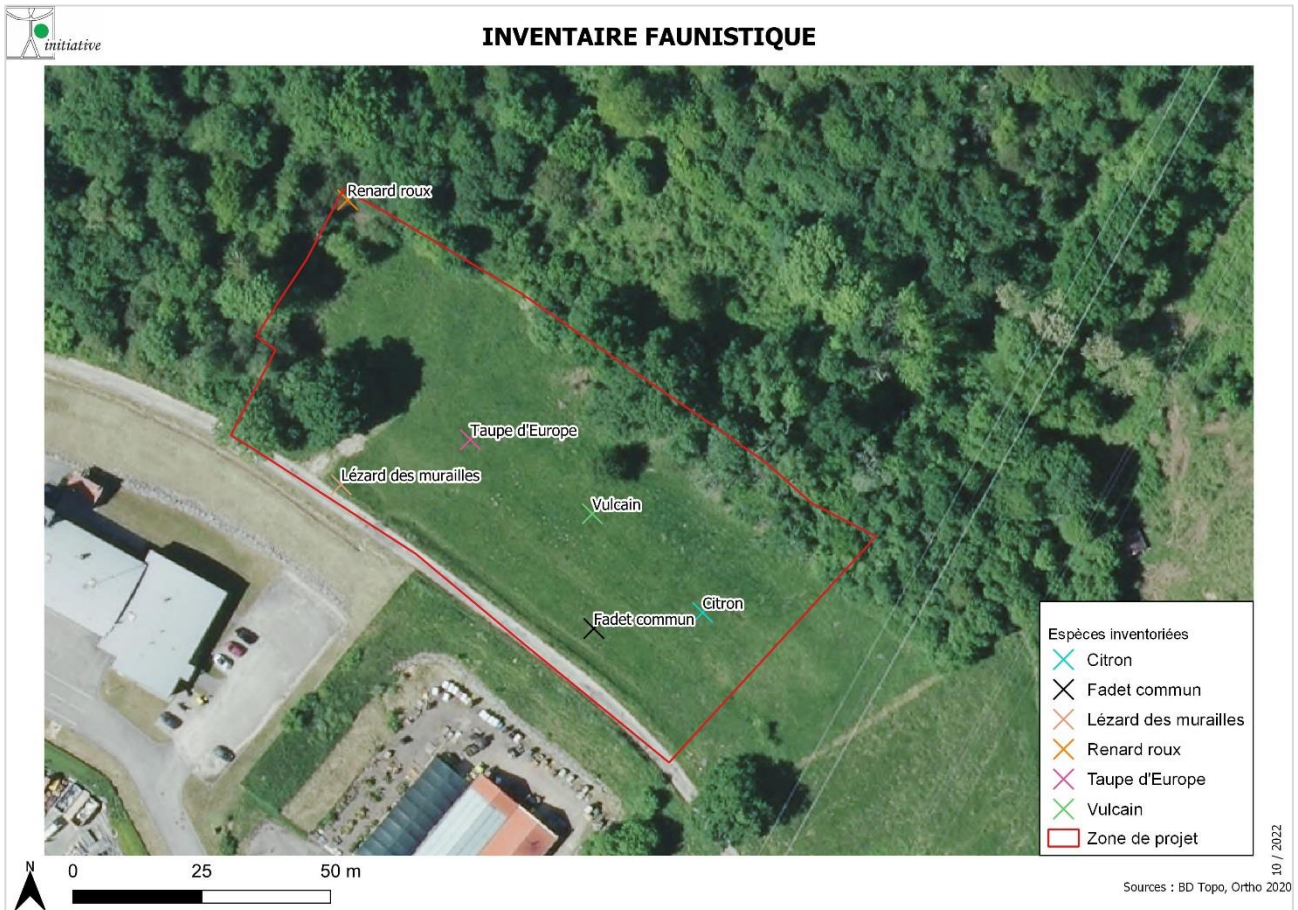 initiative
INVENTAIRE FAUNISTIQUE
Renard roux
Taupe d'Europe
Lézard des murailles
Vulcain
Citron
Fadet commun
Espèces inventoriées
Citron
Fadet commun
Lézard des murailles
Renard roux
Taupe d'Europe
Vulcain
Zone de projet
N
0 25 50 m
10 / 2022
Sources : BD Topo, Ortho 2020